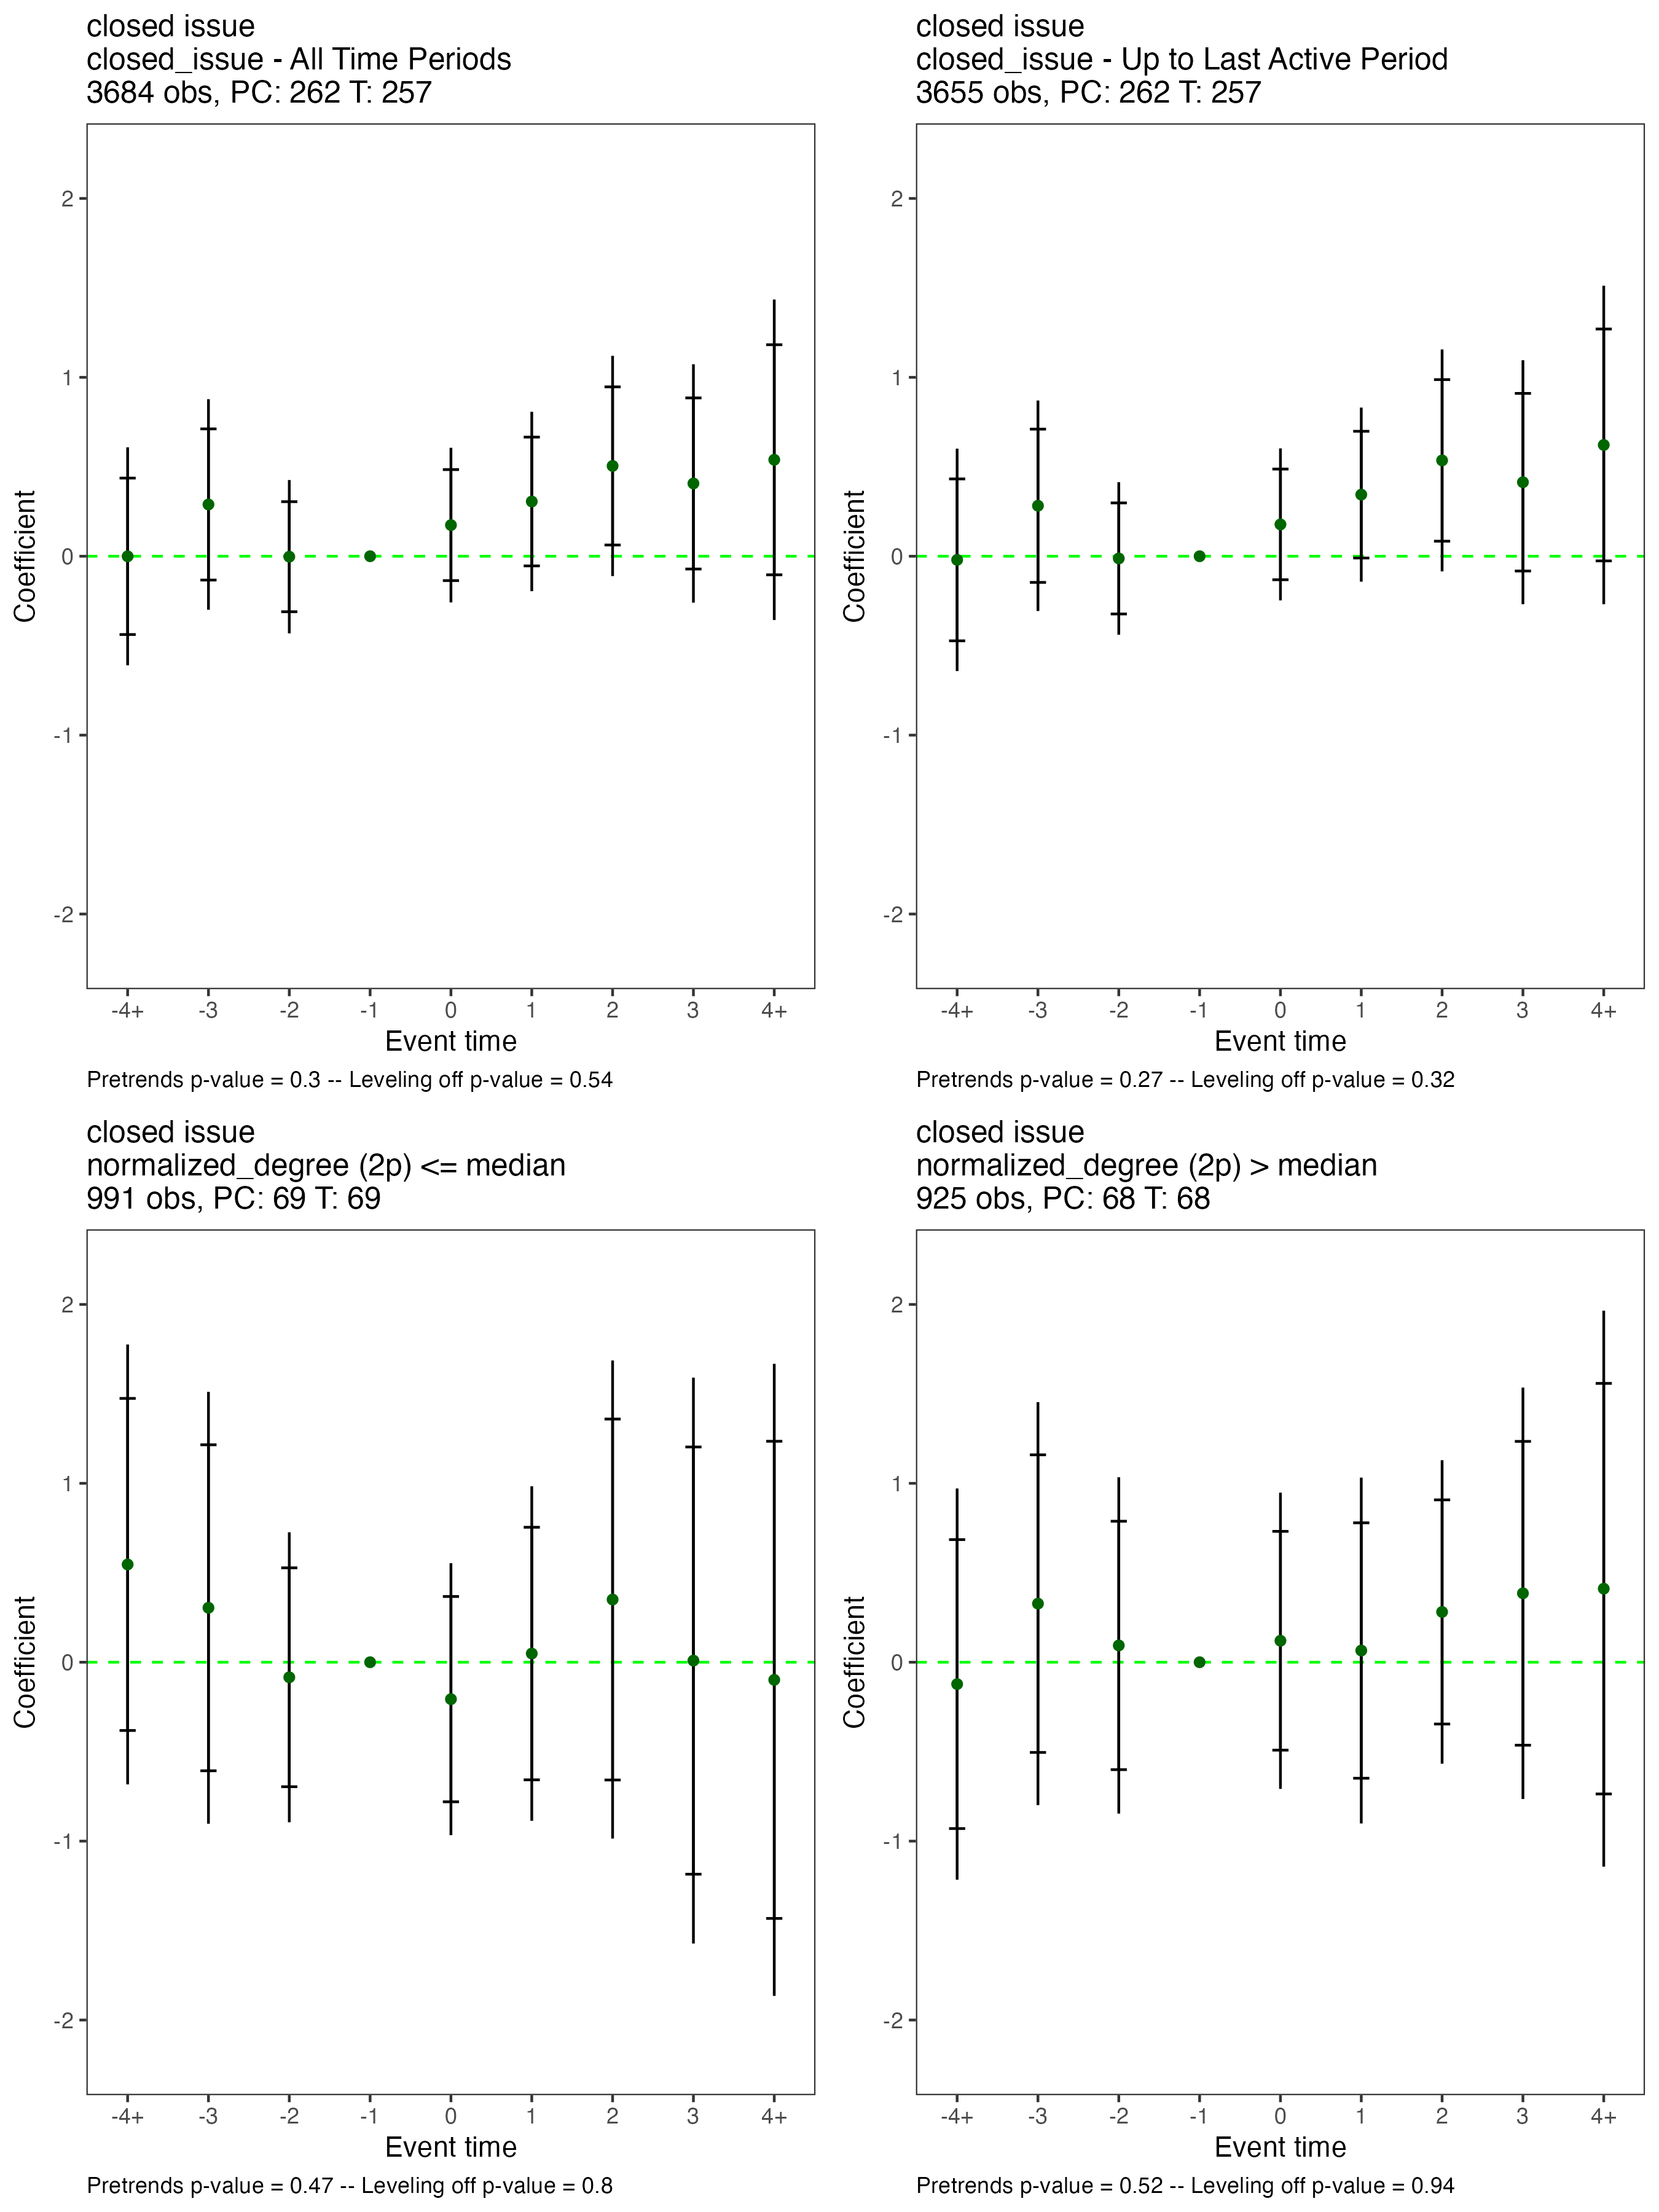 closed issue
closed_issue - All Time Periods
3684 obs, PC: 262 T: 257
Coefficient
2
1
0
-1
-2
-4+ -3 -2 -1 0 1 2 3 4+
Event time
Pretrends p-value = 0.3 -- Leveling off p-value = 0.54
closed issue
closed_issue - Up to Last Active Period
3655 obs, PC: 262 T: 257
Coefficient
2
1
0
-1
-2
-4+ -3 -2 -1 0 1 2 3 4+
Event time
Pretrends p-value = 0.27 -- Leveling off p-value = 0.32
closed issue
normalized_degree (2p) <= median
991 obs, PC: 69 T: 69
Coefficient
2
1
0
-1
-2
-4+ -3 -2 -1 0 1 2 3 4+
Event time
Pretrends p-value = 0.47 -- Leveling off p-value = 0.8
closed issue
normalized_degree (2p) > median
925 obs, PC: 68 T: 68
Coefficient
2
1
0
-1
-2
-4+ -3 -2 -1 0 1 2 3 4+
Event time
Pretrends p-value = 0.52 -- Leveling off p-value = 0.94